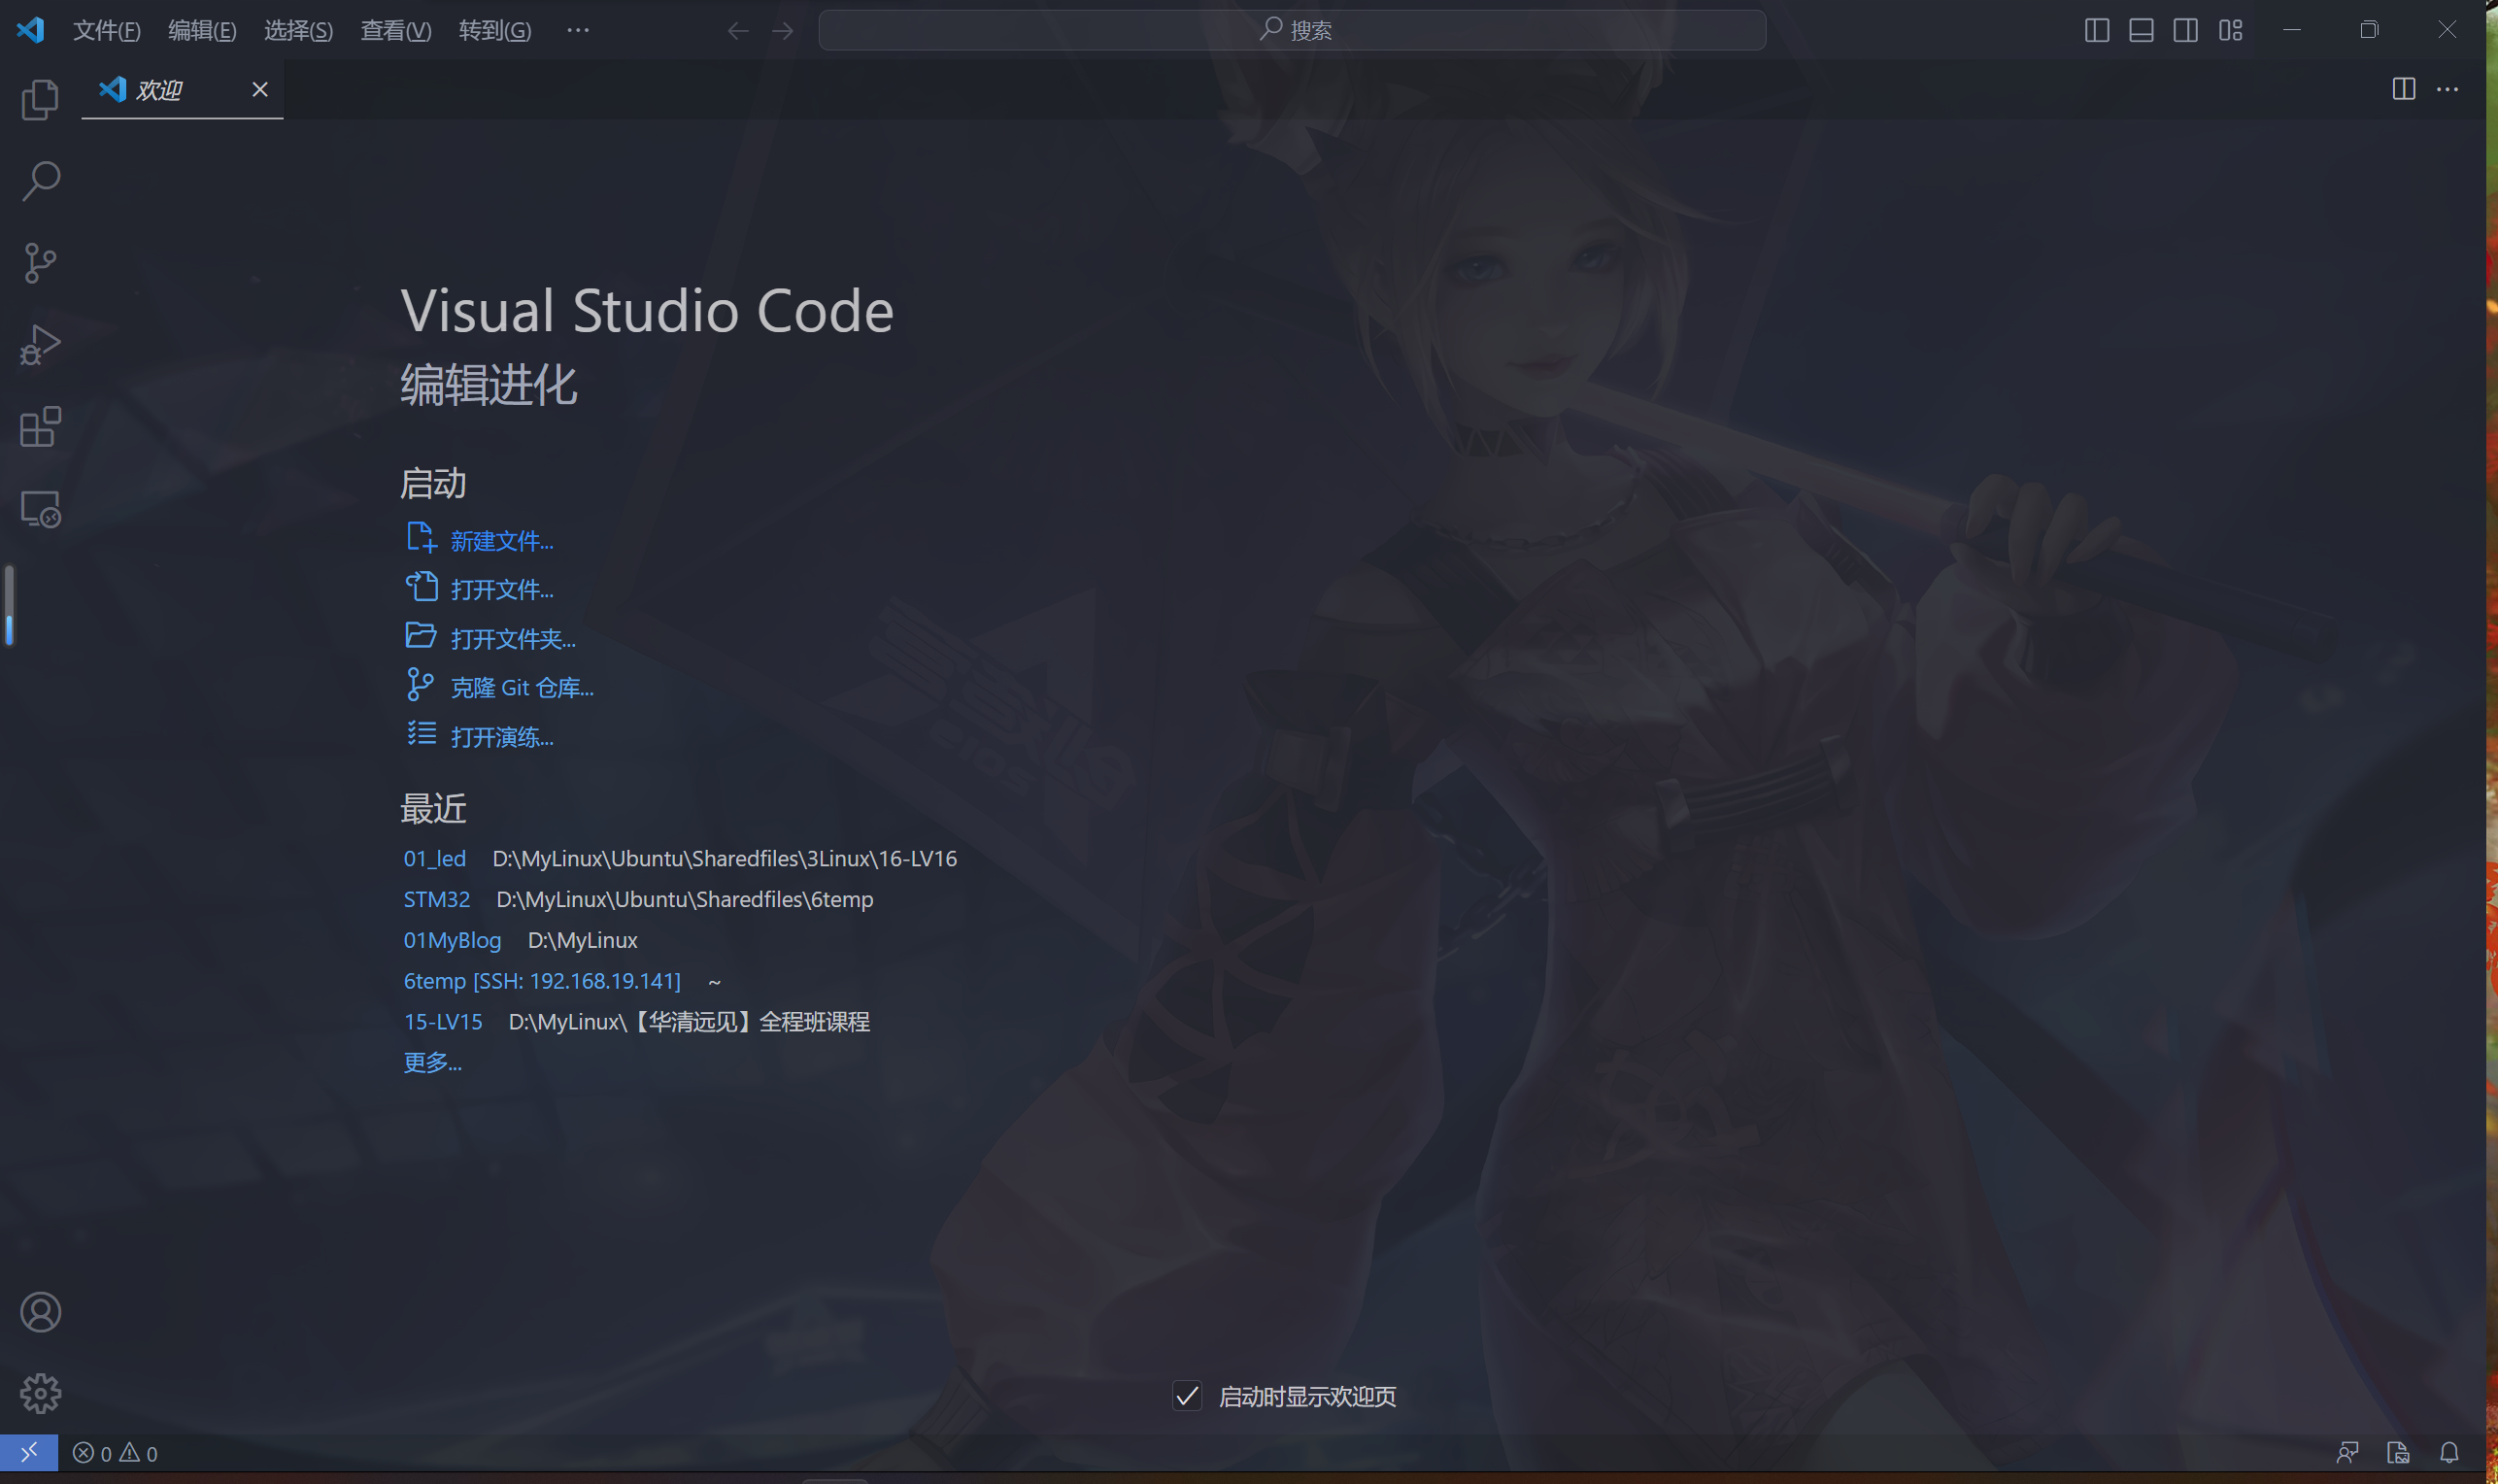 文件(F) 编辑(E) 选择(S) 查看(V) 转到(G) ··· 搜索
欢迎
Visual Studio Code
编辑进化
启动
新建文件...
打开文件...
打开文件夹...
克隆 Git 仓库...
打开演练...
最近
01_led D:\MyLinux\Ubuntu\Sharedfiles\3Linux\16-LV16
STM32 D:\MyLinux\Ubuntu\Sharedfiles\6temp
01MyBlog D:\MyLinux
6temp [SSH: 192.168.19.141] ~
15-LV15 D:\MyLinux\【华清远见】全程班课程
更多...
启动时显示欢迎页
0 0